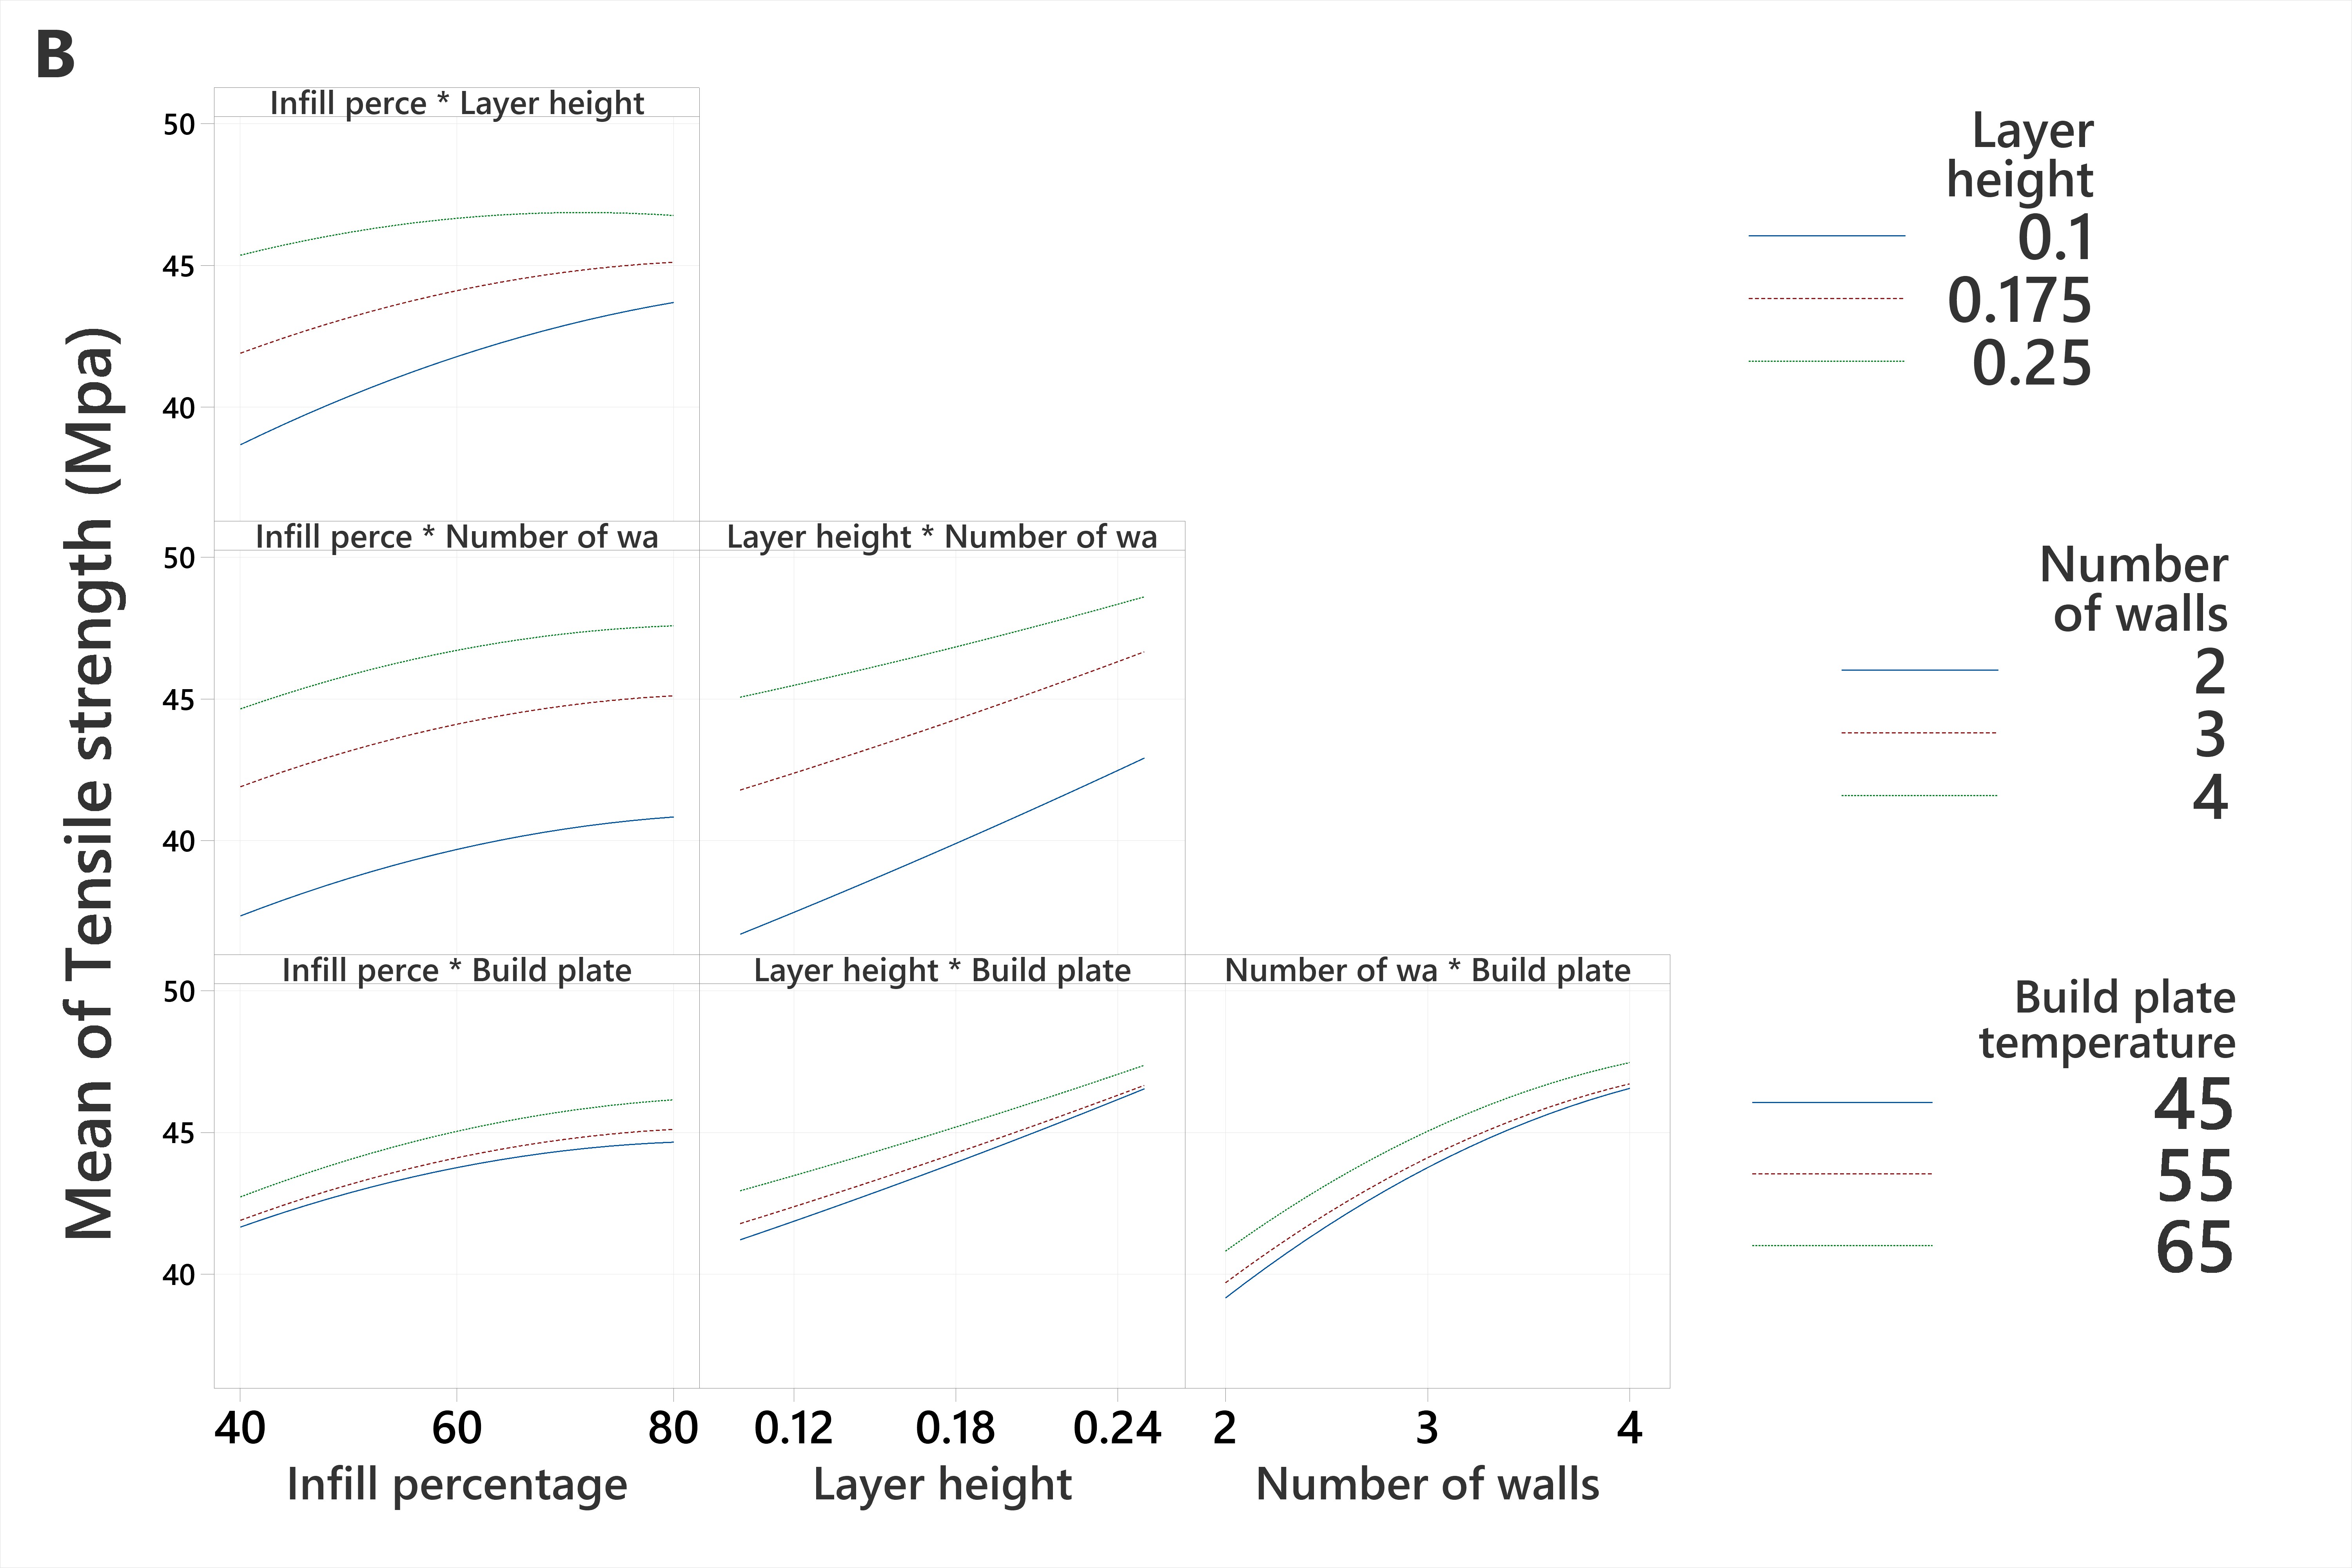 B
Mean of Tensile strength (Mpa)
Infill perce * Layer height
50
45
40
Layer
height
0.1
0.175
0.25
Infill perce * Number of wa
Layer height * Number of wa
50
45
40
Number
of walls
2
3
4
Infill perce * Build plate
Layer height * Build plate
Number of wa * Build plate
50
45
40
Build plate
temperature
45
55
65
40 60 80 0.12 0.18 0.24 2 3 4
Infill percentage
Layer height
Number of walls